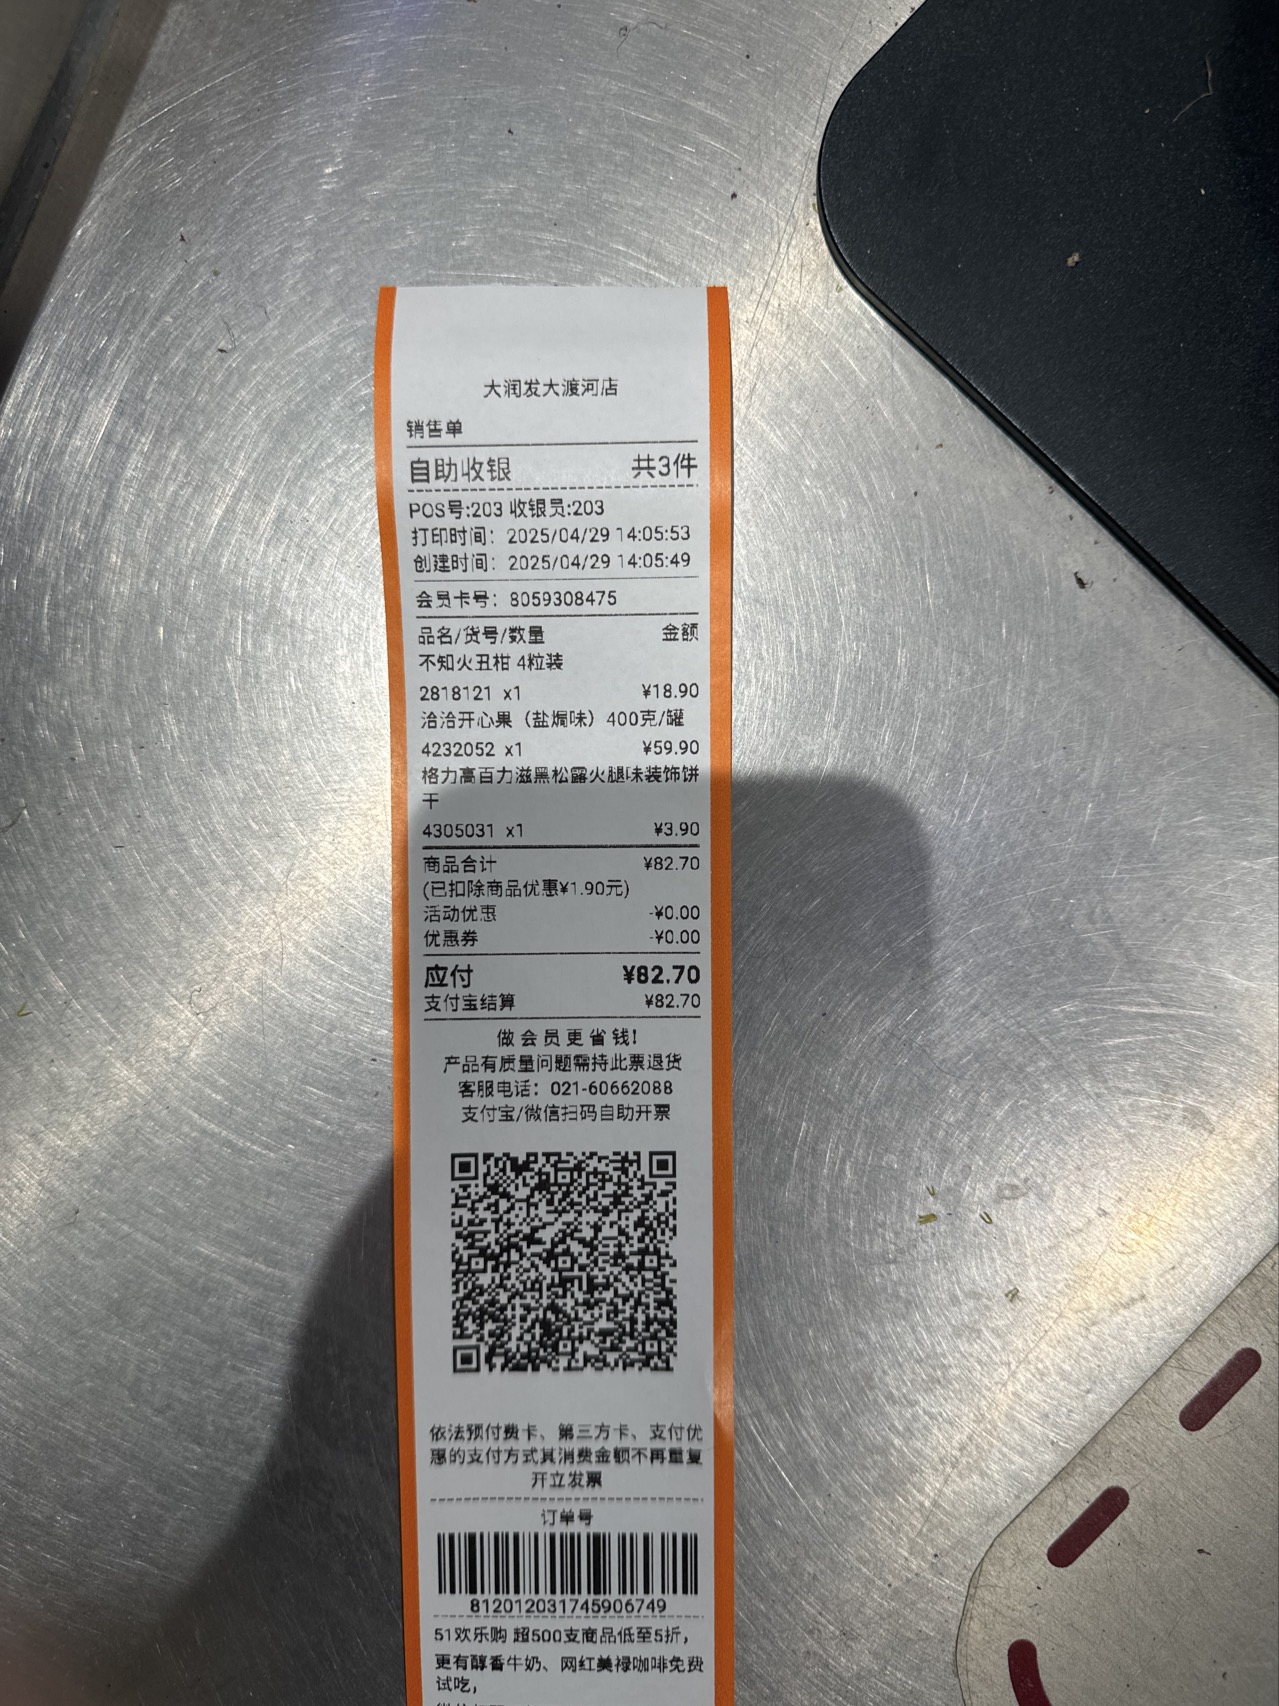 大润发大渡河店
销售单
自助收银 共3件
POS号:203 收银员:203
打印时间：2025/04/29 14:05:53
创建时间：2025/04/29 14:05:49
会员卡号：8059308475
品名/货号/数量 金额
不知火丑柑 4粒装
2818121 x1 ¥18.90
洽洽开心果（盐焗味）400克/罐
4232052 x1 ¥59.90
格力高百力滋黑松露火腿味装饰饼
干
4305031 x1 ¥3.90
商品合计 ¥82.70
(已扣除商品优惠¥1.90元)
活动优惠 -¥0.00
优惠券 -¥0.00
应付 ¥82.70
支付宝结算 ¥82.70
做会员更省钱!
产品有质量问题需持此票退货
客服电话：021-60662088
支付宝/微信扫码自助开票
依法预付费卡、第三方卡、支付优
惠的支付方式其消费金额不再重复
开立发票
订单号
812012031745906749
51欢乐购 超500支商品低至5折，
更有醇香牛奶、网红美禄咖啡免费
试吃，